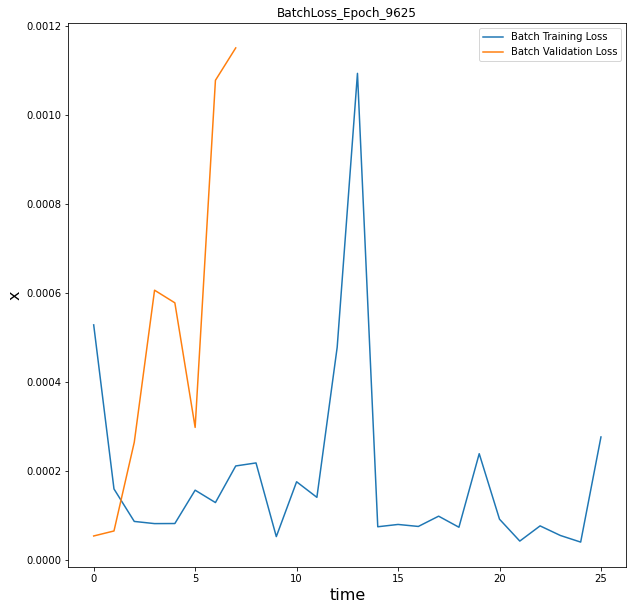 BatchLoss_Epoch_9625
Batch Training Loss
Batch Validation Loss
0.0012
0.0010
0.0008
0.0006
0.0004
0.0002
0.0000
x
0
5
10
15
20
25
time